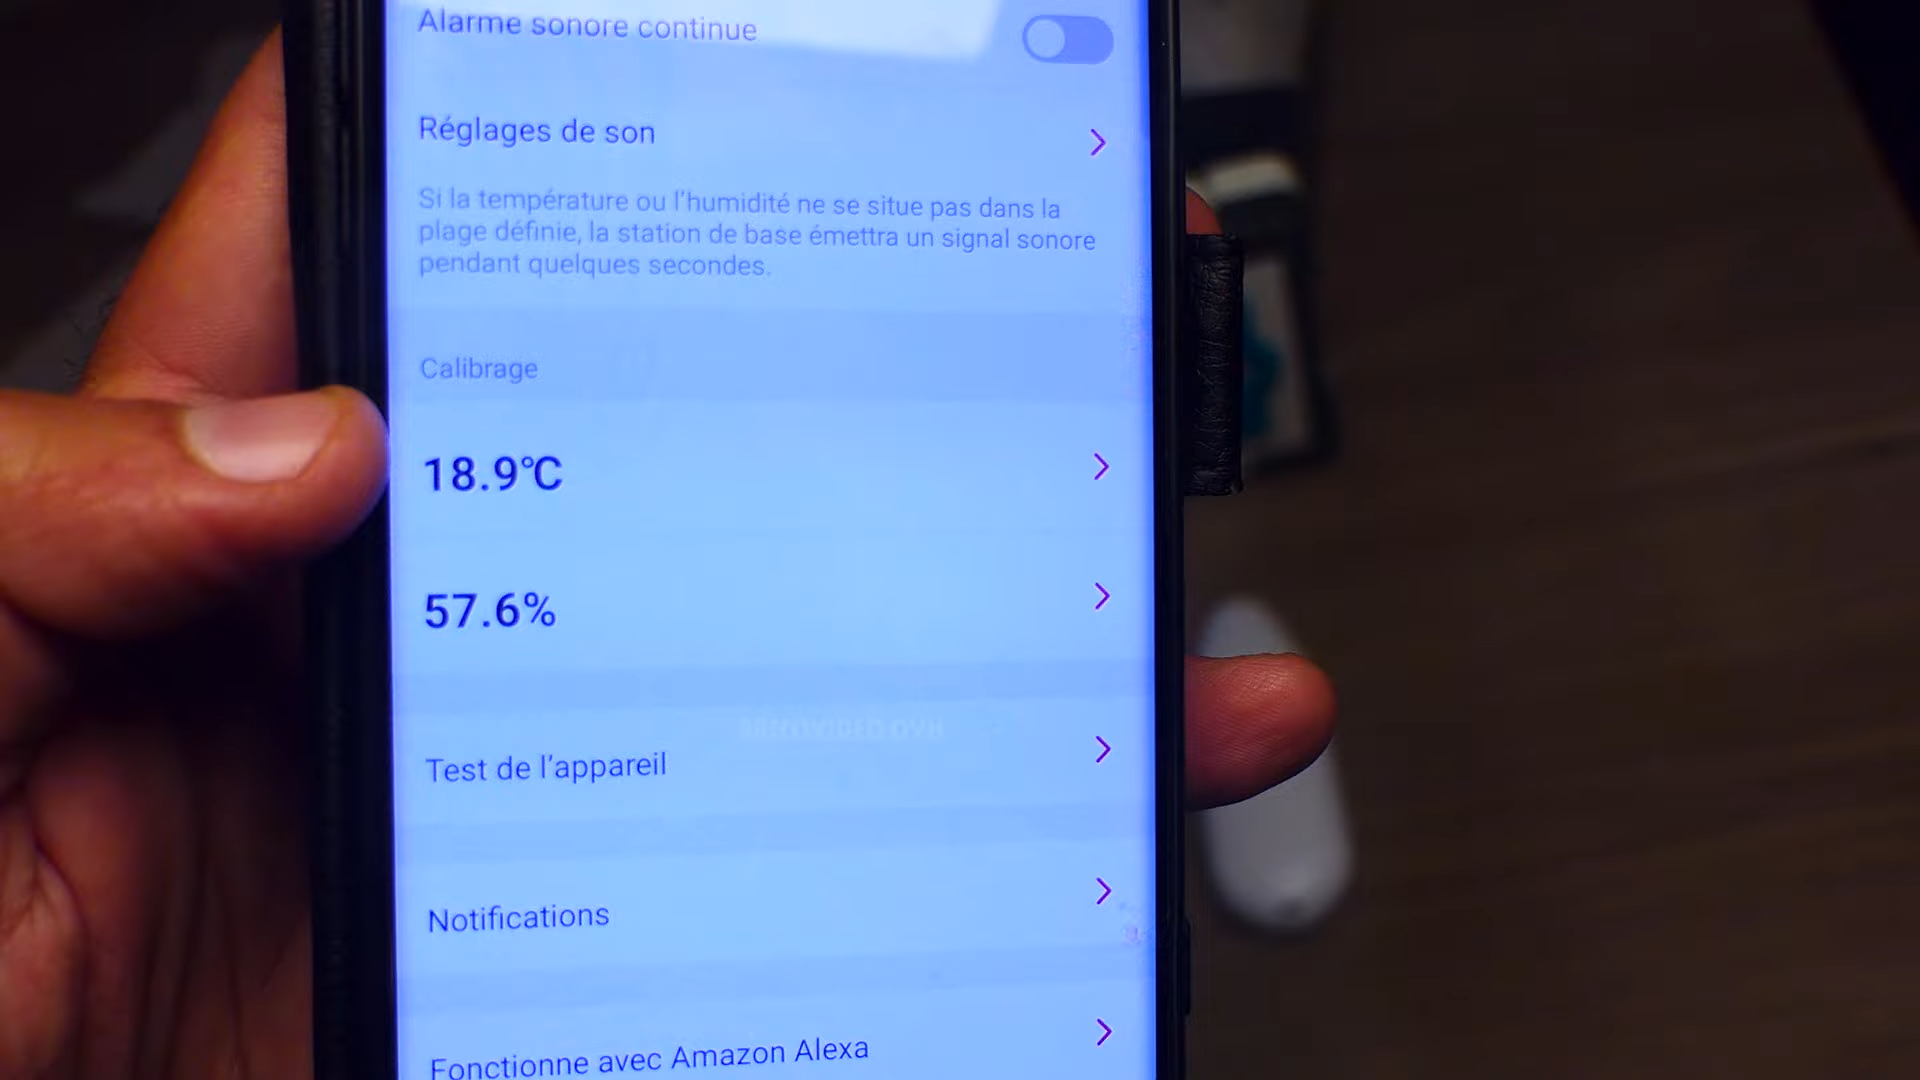 Alarme sonore continue
Réglages de son
Si la température ou l'humidité ne se situe pas dans la
plage définie, la station de base émettra un signal sonore
pendant quelques secondes.
Calibrage
18.9℃
57.6%
Test de l'appareil
Notifications
Fonctionne avec Amazon Alexa